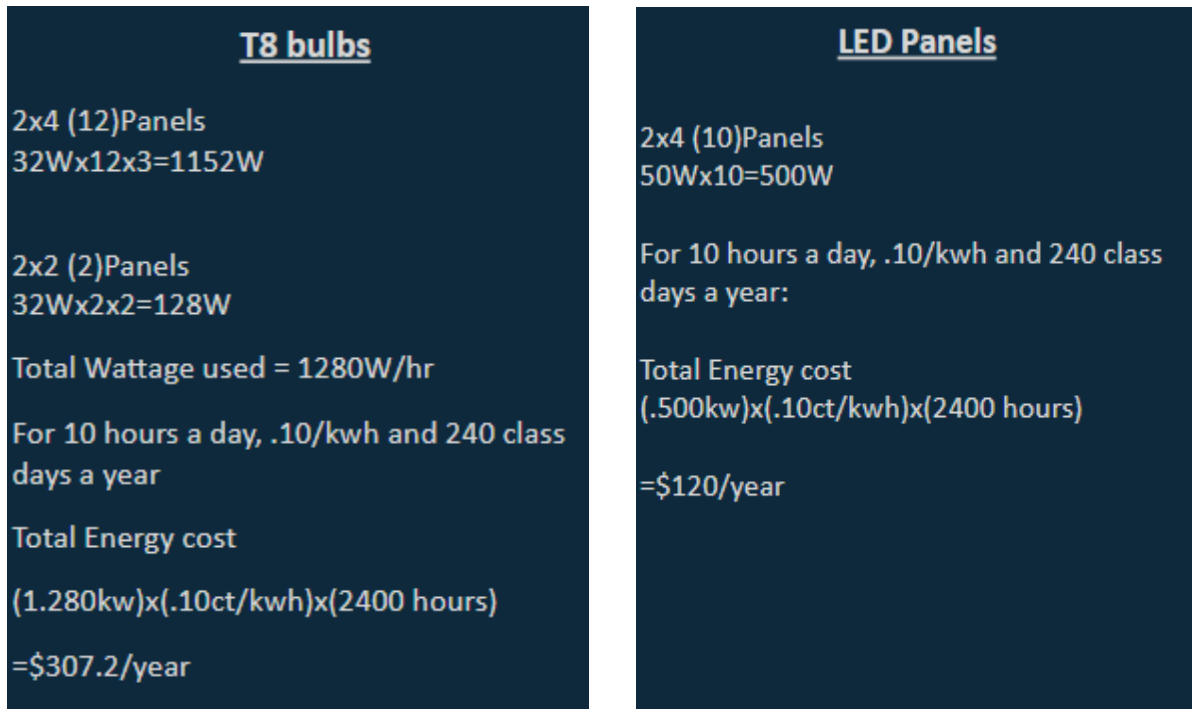 T8 bulbs
2x4 (12)Panels
32Wx12x3=1152W
2x2 (2)Panels
32Wx2x2=128W
Total Wattage used = 1280W/hr
For 10 hours a day, .10/kwh and 240 class
days a year
Total Energy cost
(1.280kw)x(.10ct/kwh)x(2400 hours)
=$307.2/year
LED Panels
2x4 (10)Panels
50Wx10=500W
For 10 hours a day, .10/kwh and 240 class
days a year:
Total Energy cost
(.500kw)x(.10ct/kwh)x(2400 hours)
=$120/year